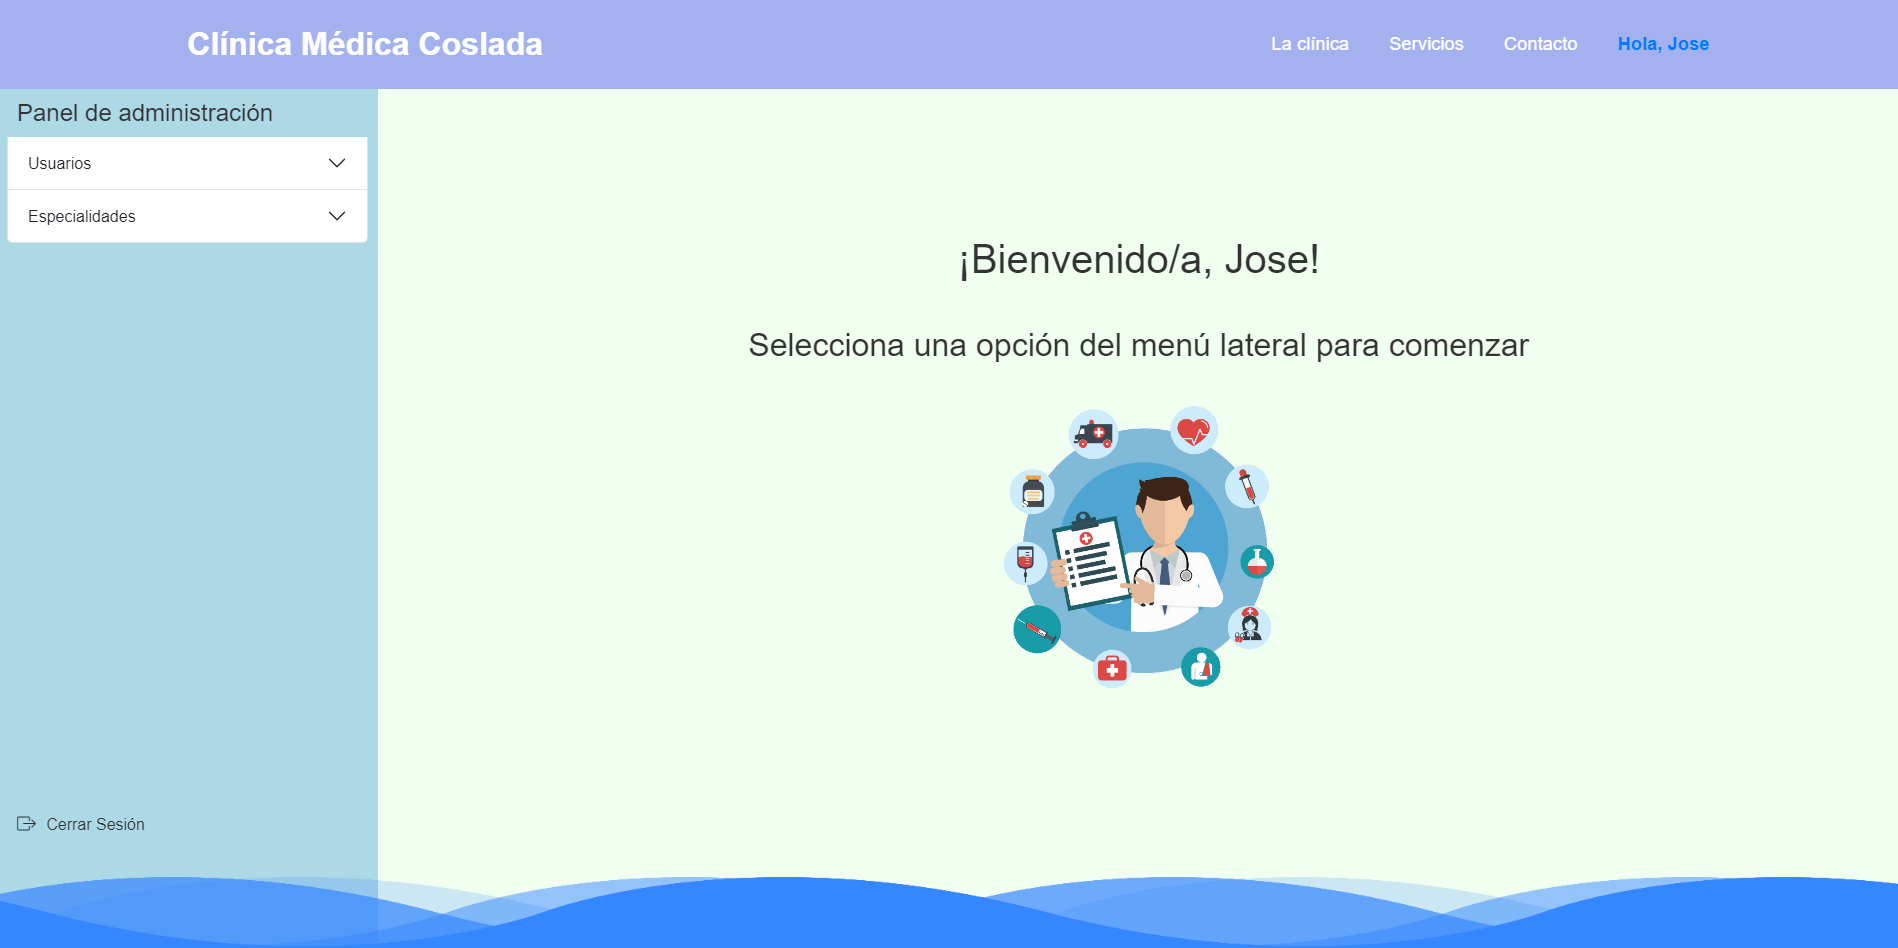 Clínica Médica Coslada
La clínica
Servicios
Contacto
Hola, Jose
Panel de administración
Usuarios
Especialidades
¡Bienvenido/a, Jose!
Selecciona una opción del menú lateral para comenzar
Cerrar Sesión